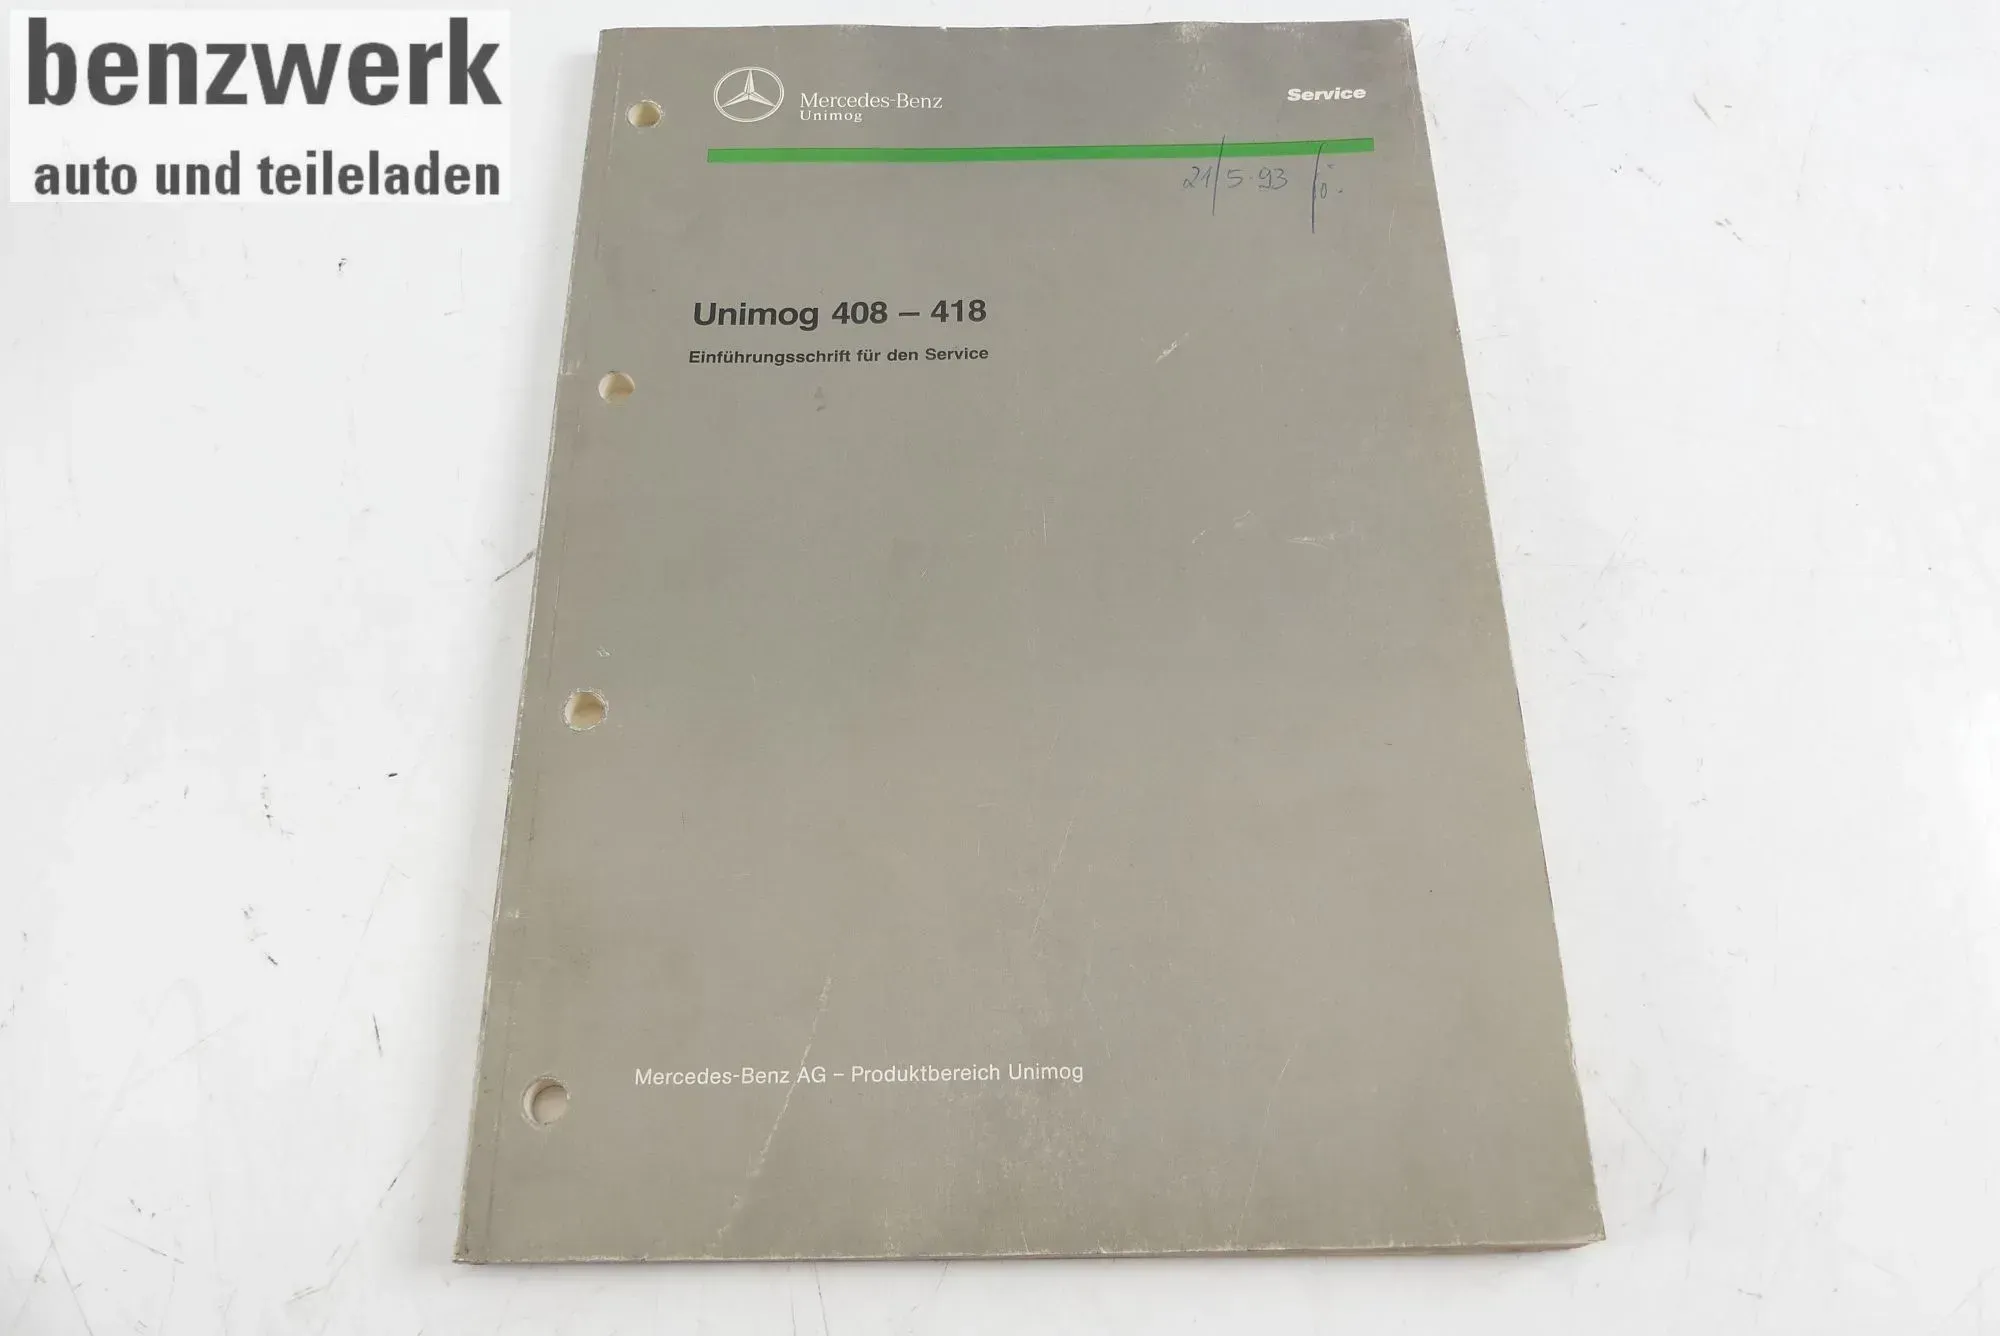 benzwerk
auto und teileladen
Mercedes-Benz
Unimog
Service
21/5.93
Unimog 408 – 418
Einführungsschrift für den Service
Mercedes-Benz AG – Produktbereich Unimog